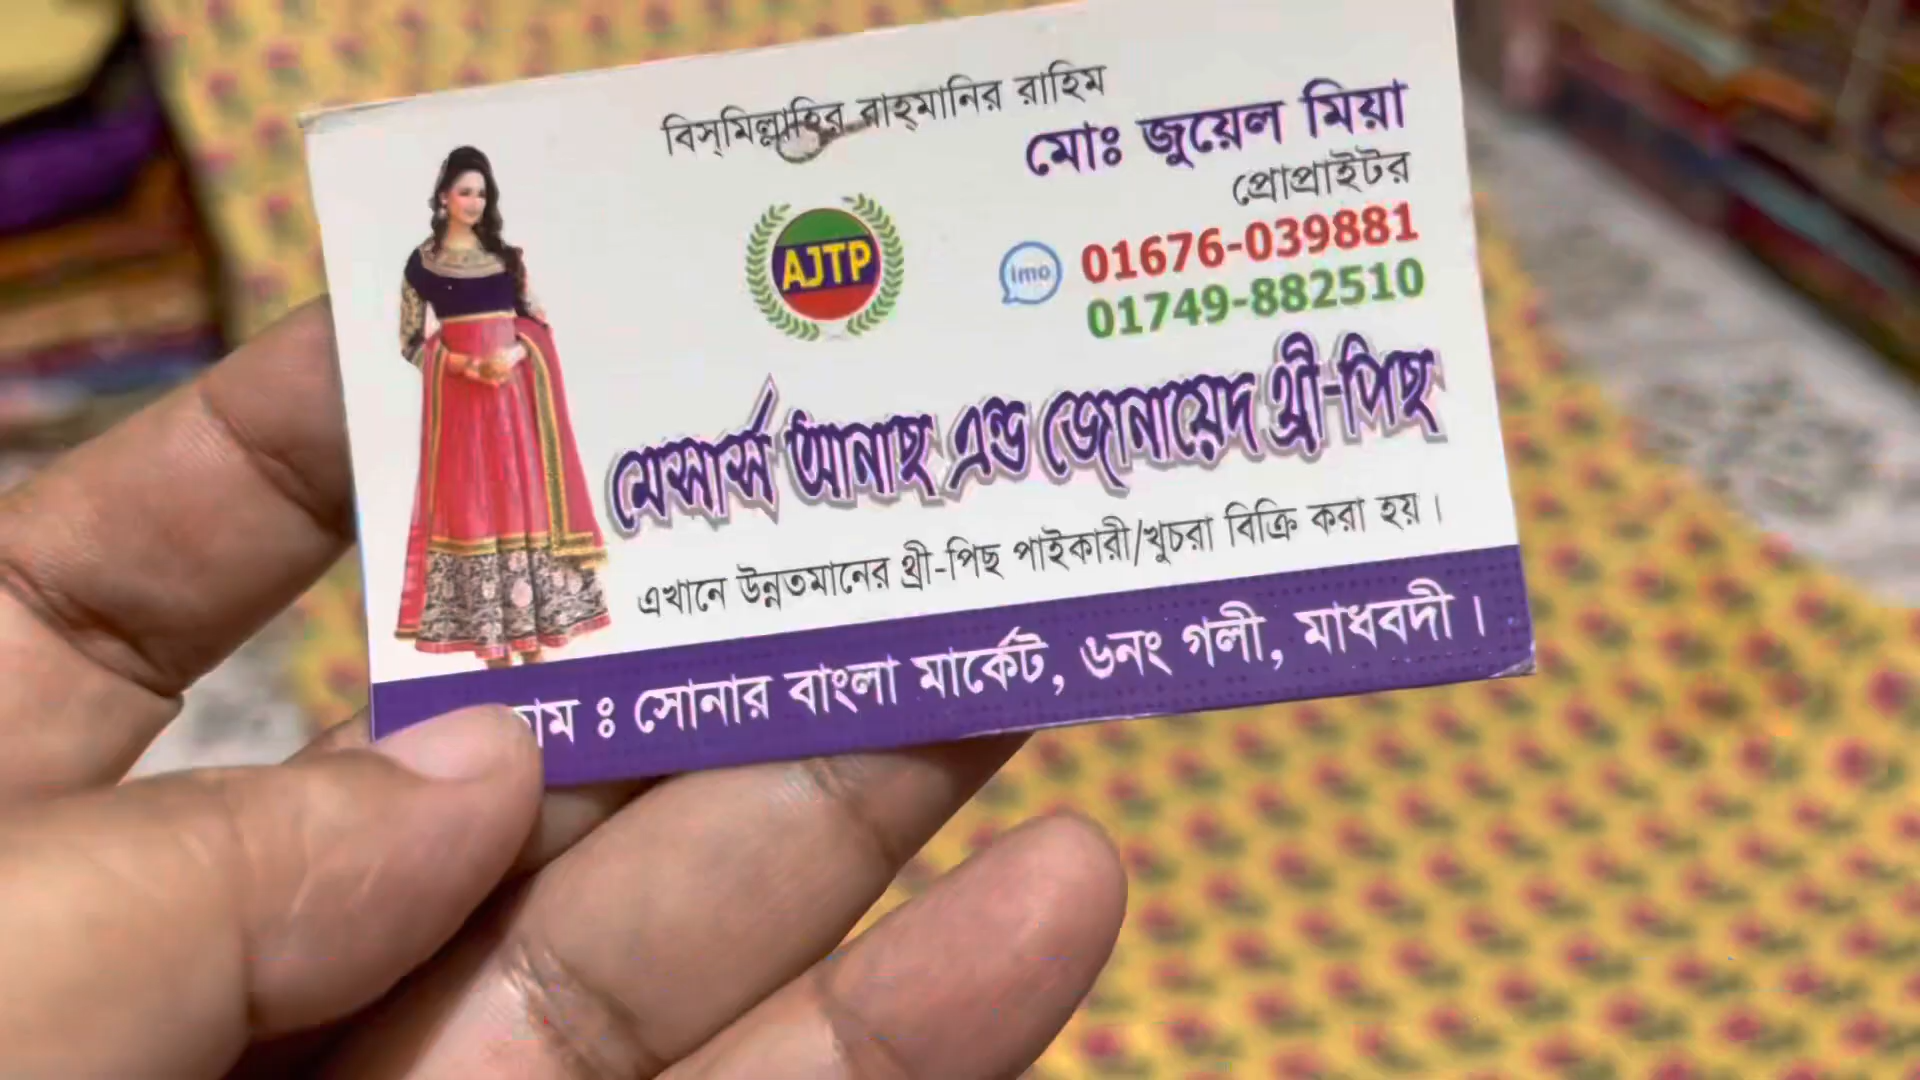 বিস্‌মিল্লাহির রাহ্‌মানির রাহিম
মোঃ জুয়েল মিয়া
প্রোপ্রাইটর
AJTP
imo 01676-039881
01749-882510
মেসার্স আনাছ এন্ড জোনায়েদ থ্রী-পিছ
এখানে উন্নতমানের থ্রী-পিছ পাইকারী/খুচরা বিক্রি করা হয়।
সোনার বাংলা মার্কেট, ৬নং গলী, মাধবদী।